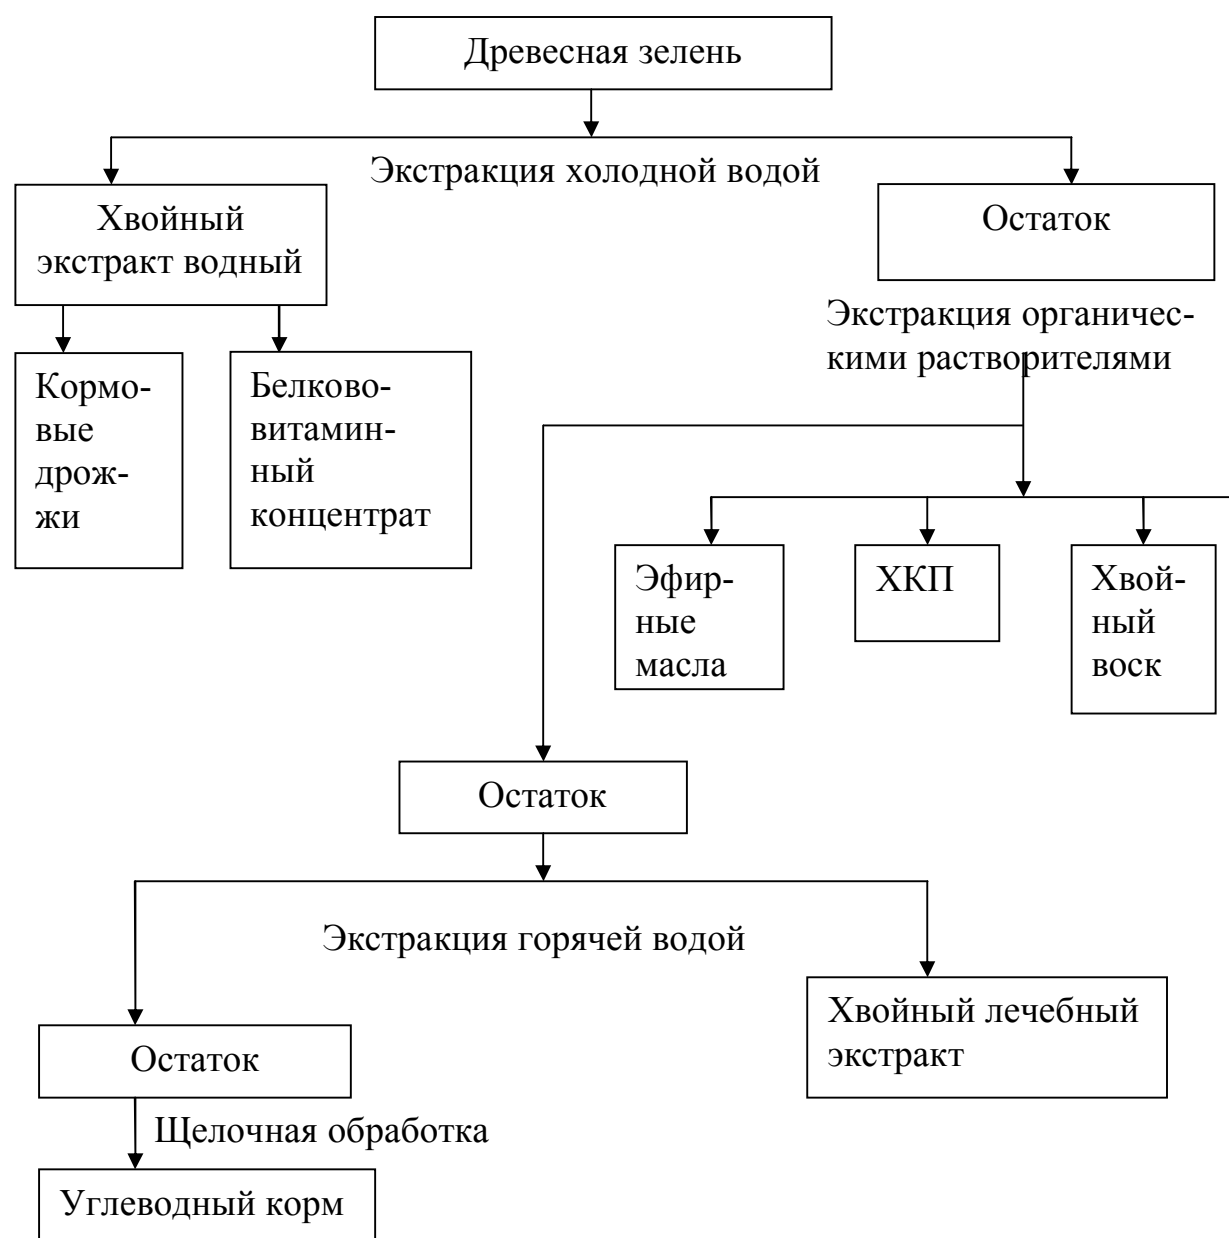 Древесная зелень
Экстракция холодной водой
Хвойный
экстракт водный
Остаток
Экстракция органичес-
кими растворителями
Кормо-
вые
дрож-
жи
Белково-
витамин-
ный
концентрат
Эфир-
ные
масла
ХКП
Хвой-
ный
воск
Остаток
Экстракция горячей водой
Хвойный лечебный
экстракт
Остаток
Щелочная обработка
Углеводный корм